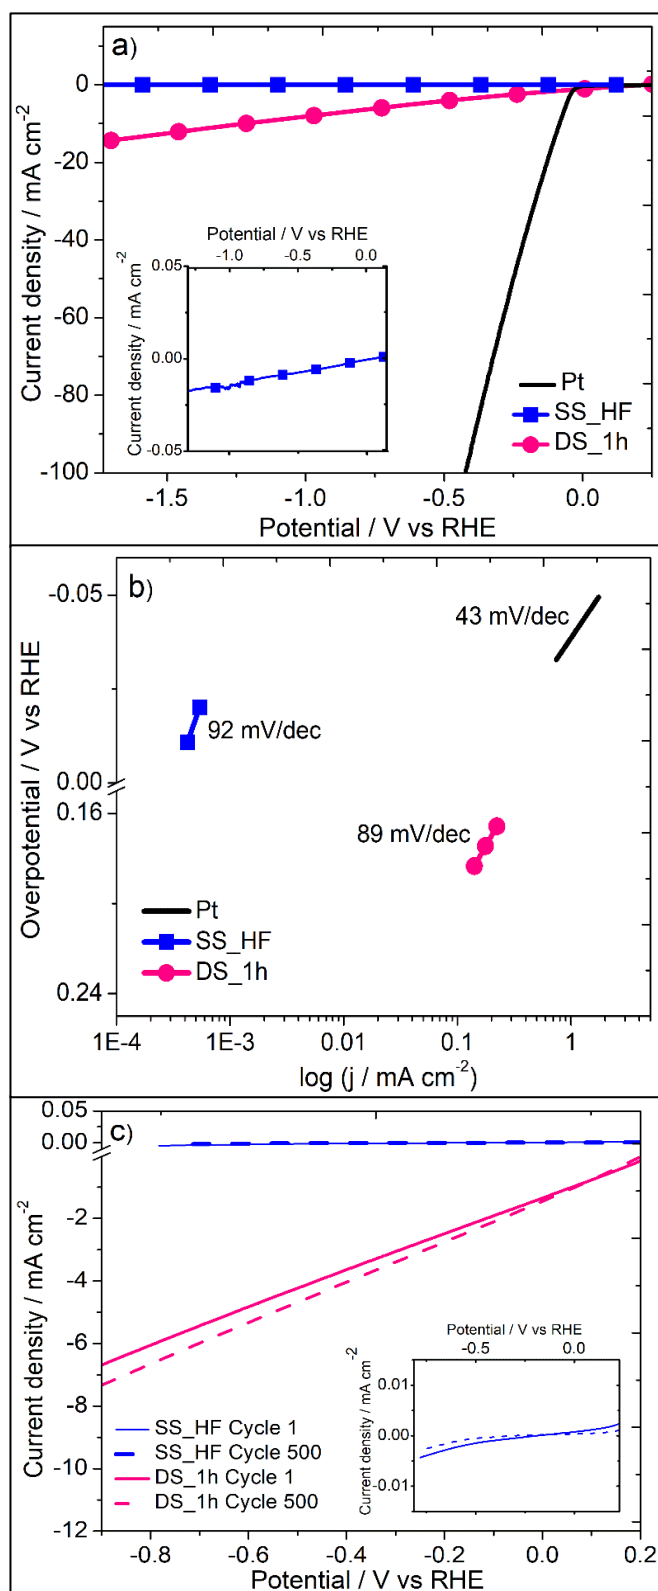 a)
0
-20
-40
-60
-80
-100
Current density / mA cm-2
Potential / V vs RHE
-1.0 -0.5 0.0
0.05
0.00
-0.05
Current density / mA cm-2
Pt
SS_HF
DS_1h
-1.5 -1.0 -0.5 0.0
Potential / V vs RHE
b)
-0.05
0.00
0.16
0.24
Overpotential / V vs RHE
43 mV/dec
92 mV/dec
89 mV/dec
Pt
SS_HF
DS_1h
1E-4 1E-3 0.01 0.1 1
log (j / mA cm-2)
c)
0.05
0.00
-2
-4
-6
-8
-10
-12
Current density / mA cm-2
Potential / V vs RHE
-0.5 0.0
0.01
0.00
-0.01
Current density / mA cm-2
SS_HF Cycle 1
SS_HF Cycle 500
DS_1h Cycle 1
DS_1h Cycle 500
-0.8 -0.6 -0.4 -0.2 0.0 0.2
Potential / V vs RHE